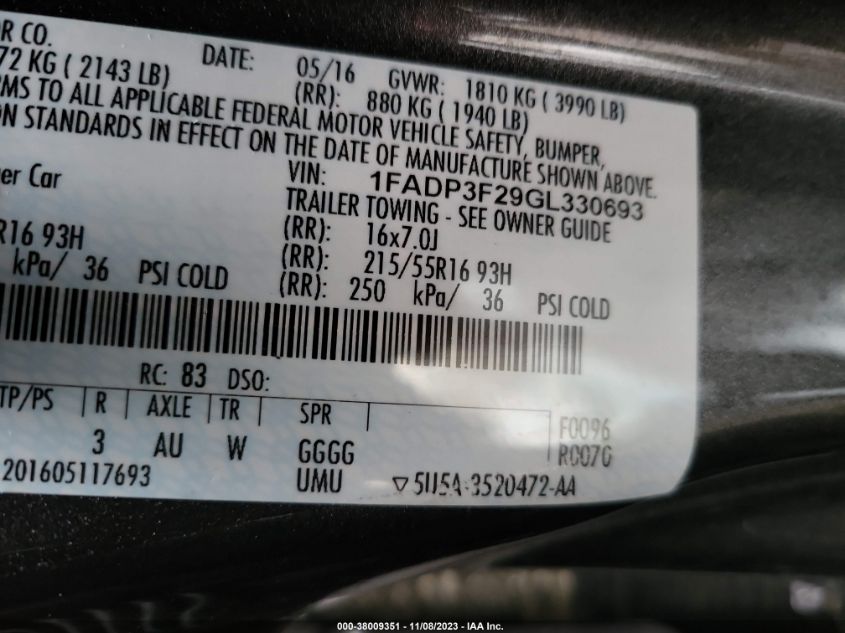 R CO.
DATE: 05/16 GVWR: 1810 KG ( 3990 LB)
72 KG ( 2143 LB) (RR): 880 KG ( 1940 LB)
RMS TO ALL APPLICABLE FEDERAL MOTOR VEHICLE SAFETY, BUMPER,
ON STANDARDS IN EFFECT ON THE DATE OF MANUFACTURE SHOWN ABOVE.
VIN: 1FADP3F29GL330693
er Car TRAILER TOWING - SEE OWNER GUIDE
(RR): 16x7.0J
R16 93H (RR): 215/55R16 93H
kPa/ 36 PSI COLD (RR): 250 kPa/ 36 PSI COLD
RC: 83 DSO:
TP/PS R AXLE TR SPR
3 AU W GGGG F0096
201605117693 UMU ▽ 5U5A-3520472-AA
000-38009351 - 11/08/2023 - IAA Inc.